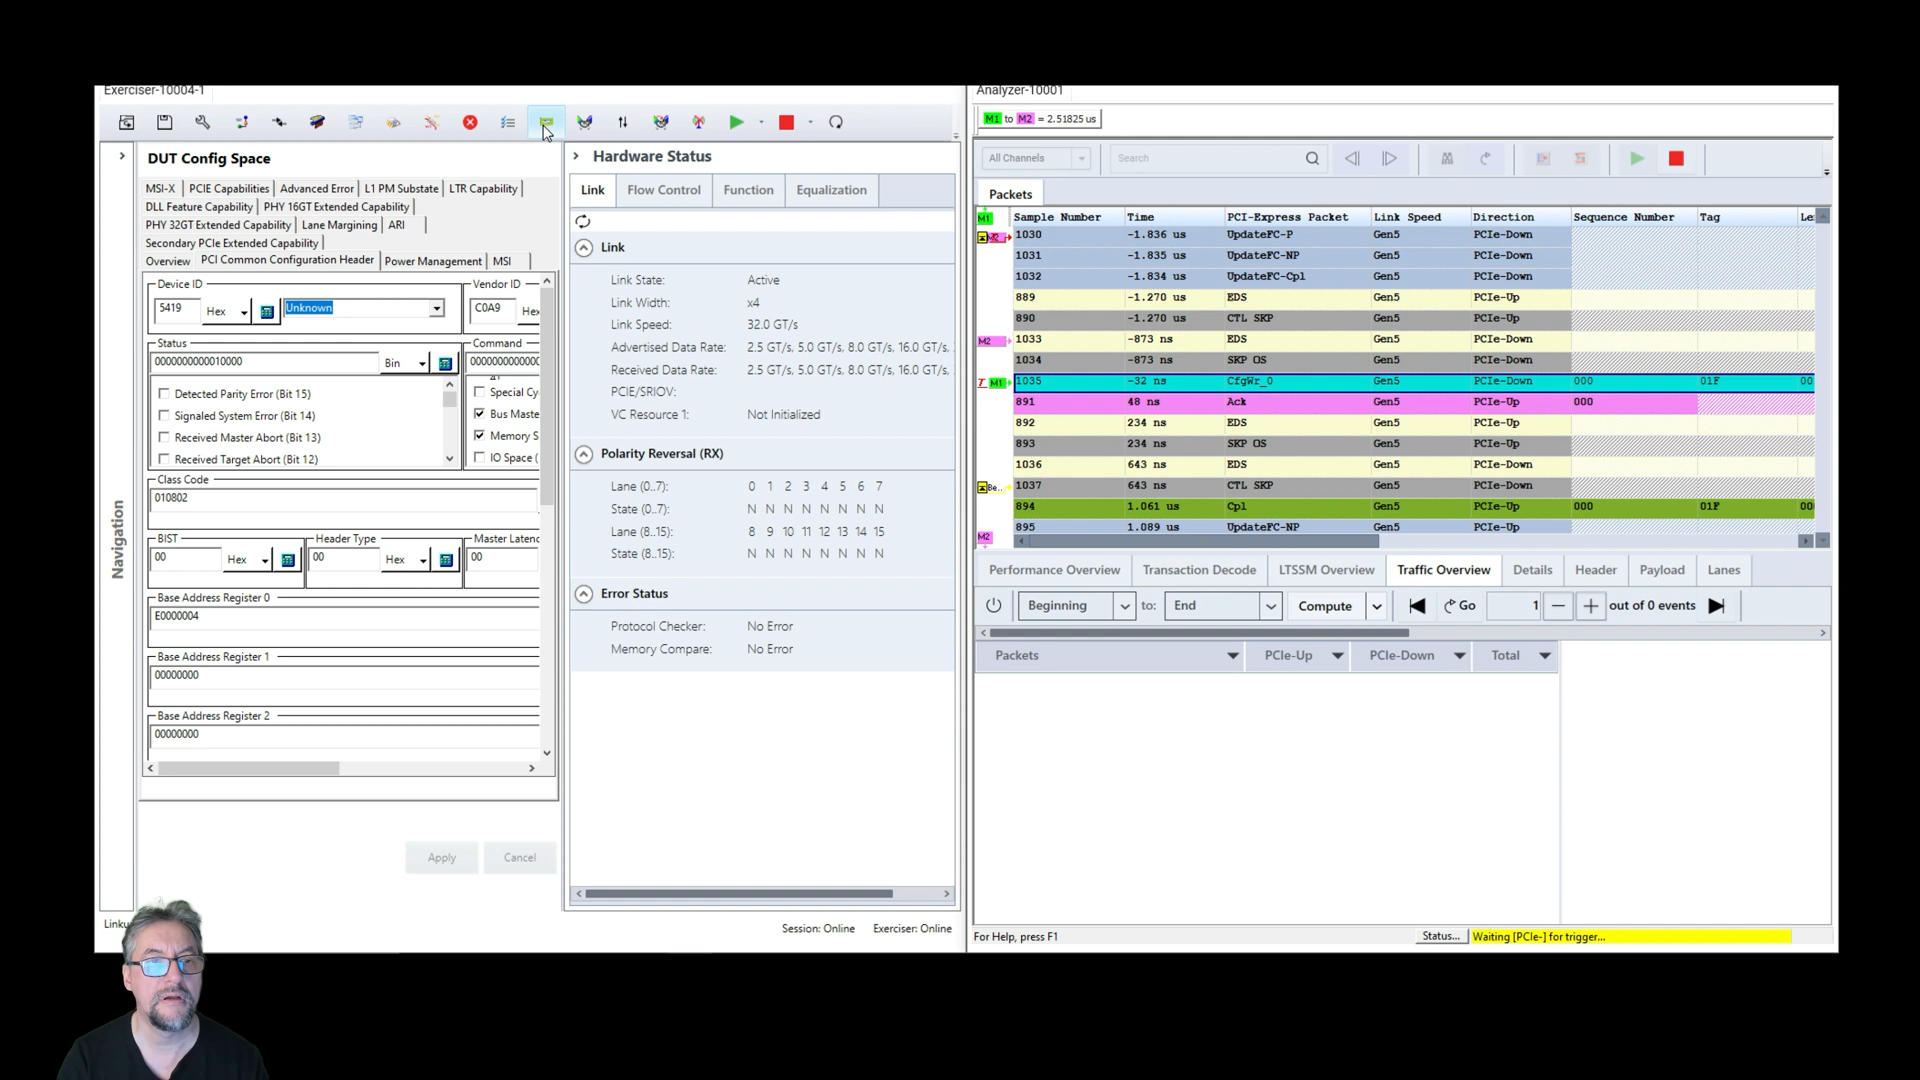 Exerciser-10004-1
DUT Config Space
MSI-X PCIE Capabilities Advanced Error L1 PM Substate LTR Capability
DLL Feature Capability PHY 16GT Extended Capability
PHY 32GT Extended Capability Lane Margining ARI
Secondary PCIe Extended Capability
Overview PCI Common Configuration Header Power Management MSI
Device ID Vendor ID
5419 Hex Unknown C0A9 Hex
Status Command
0000000000010000 Bin 000000000000
Detected Parity Error (Bit 15) Special Cy
Signaled System Error (Bit 14) Bus Maste
Received Master Abort (Bit 13) Memory S
Received Target Abort (Bit 12) IO Space (
Class Code
010802
BIST Header Type Master Latenc
00 Hex 00 Hex 00
Base Address Register 0
E0000004
Base Address Register 1
00000000
Base Address Register 2
00000000
Apply Cancel
Navigation
Linku
Hardware Status
Link Flow Control Function Equalization
Link
Link State: Active
Link Width: x4
Link Speed: 32.0 GT/s
Advertised Data Rate: 2.5 GT/s, 5.0 GT/s, 8.0 GT/s, 16.0 GT/s,
Received Data Rate: 2.5 GT/s, 5.0 GT/s, 8.0 GT/s, 16.0 GT/s,
PCIE/SRIOV:
VC Resource 1: Not Initialized
Polarity Reversal (RX)
Lane (0..7): 0 1 2 3 4 5 6 7
State (0..7): N N N N N N N N
Lane (8..15): 8 9 10 11 12 13 14 15
State (8..15): N N N N N N N N
Error Status
Protocol Checker: No Error
Memory Compare: No Error
Session: Online Exerciser: Online
Analyzer-10001
M1 to M2 = 2.51825 us
All Channels Search
Packets
M1 Sample Number Time PCI-Express Packet Link Speed Direction Sequence Number Tag Le
1030 -1.836 us UpdateFC-P Gen5 PCIe-Down
1031 -1.835 us UpdateFC-NP Gen5 PCIe-Down
1032 -1.834 us UpdateFC-Cpl Gen5 PCIe-Down
889 -1.270 us EDS Gen5 PCIe-Up
890 -1.270 us CTL SKP Gen5 PCIe-Up
M2 1033 -873 ns EDS Gen5 PCIe-Down
1034 -873 ns SKP OS Gen5 PCIe-Down
T M1 1035 -32 ns CfgWr_0 Gen5 PCIe-Down 000 01F 00
891 48 ns Ack Gen5 PCIe-Up 000
892 234 ns EDS Gen5 PCIe-Up
893 234 ns SKP OS Gen5 PCIe-Up
1036 643 ns EDS Gen5 PCIe-Down
Be.. 1037 643 ns CTL SKP Gen5 PCIe-Down
894 1.061 us Cpl Gen5 PCIe-Up 000 01F 00
895 1.089 us UpdateFC-NP Gen5 PCIe-Up
M2
Performance Overview Transaction Decode LTSSM Overview Traffic Overview Details Header Payload Lanes
Beginning to: End Compute Go 1 out of 0 events
Packets PCIe-Up PCIe-Down Total
For Help, press F1 Status... Waiting [PCIe-] for trigger...